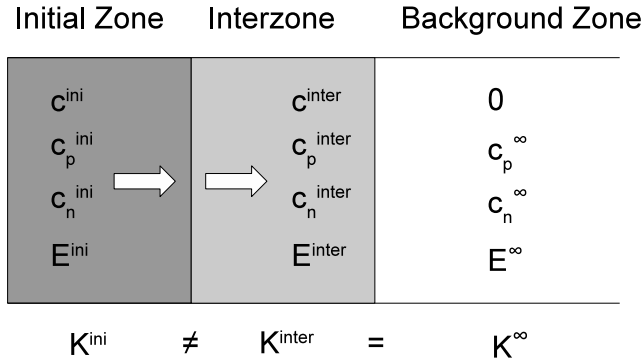 Initial Zone Interzone Background Zone
c^ini c^inter 0
c_p^ini c_p^inter c_p^∞
c_n^ini c_n^inter c_n^∞
E^ini E^inter E^∞
K^ini ≠ K^inter = K^∞